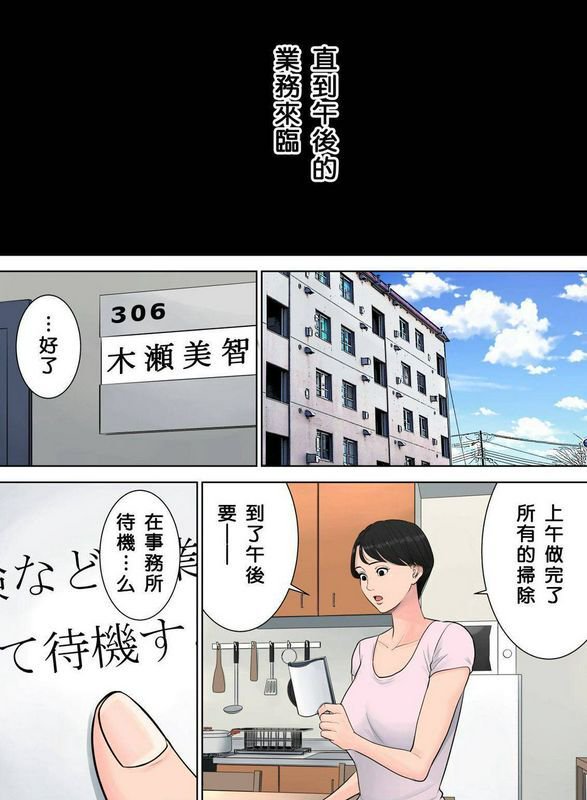 直到午後的
業務來臨
306
木瀬美智
…好了
上午做完了
所有的掃除
到了午後
要——
在事務所
待機…么
など
業
て待機す